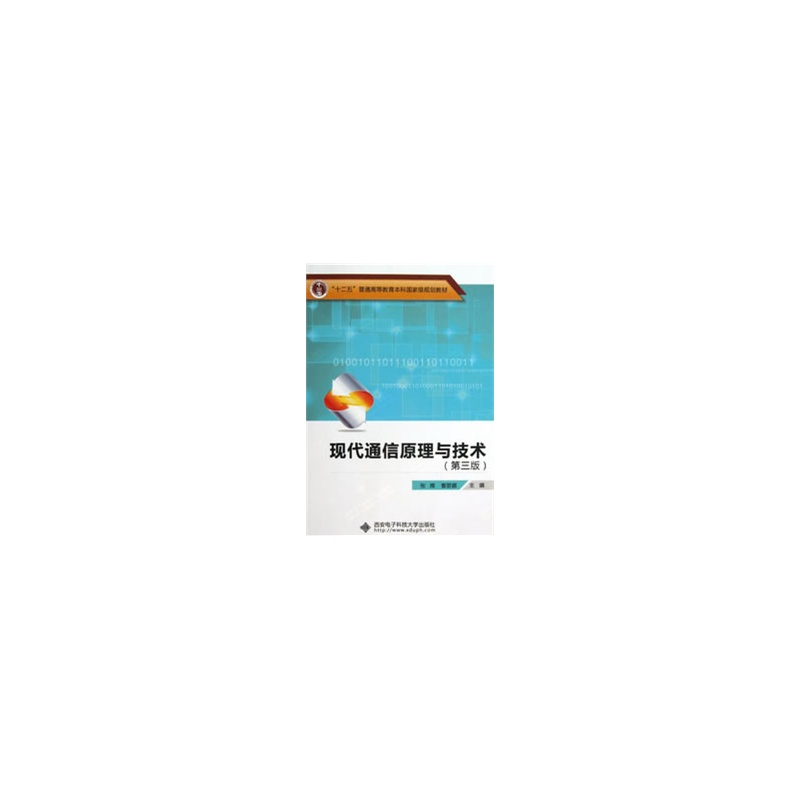 “十二五”普通高等教育本科国家级规划教材
010010110111001101110011
现代通信原理与技术
(第三版)
张辉 曹丽娜 主编
西安电子科技大学出版社
http://www.xduph.com